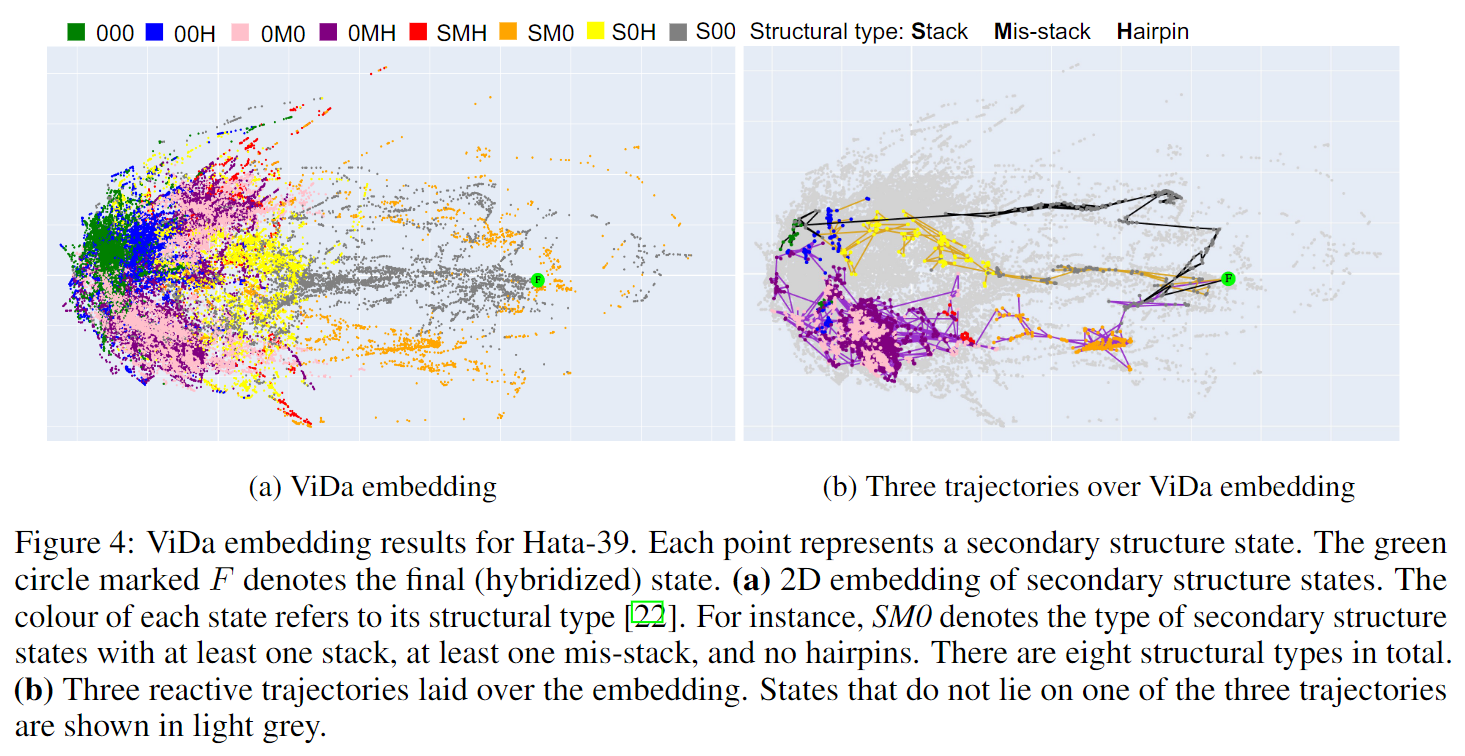 000 00H 0M0 0MH SMH SM0 S0H S00 Structural type: Stack Mis-stack Hairpin
F
F
(a) ViDa embedding
(b) Three trajectories over ViDa embedding
Figure 4: ViDa embedding results for Hata-39. Each point represents a secondary structure state. The green
circle marked F denotes the final (hybridized) state. (a) 2D embedding of secondary structure states. The
colour of each state refers to its structural type [22]. For instance, SM0 denotes the type of secondary structure
states with at least one stack, at least one mis-stack, and no hairpins. There are eight structural types in total.
(b) Three reactive trajectories laid over the embedding. States that do not lie on one of the three trajectories
are shown in light grey.